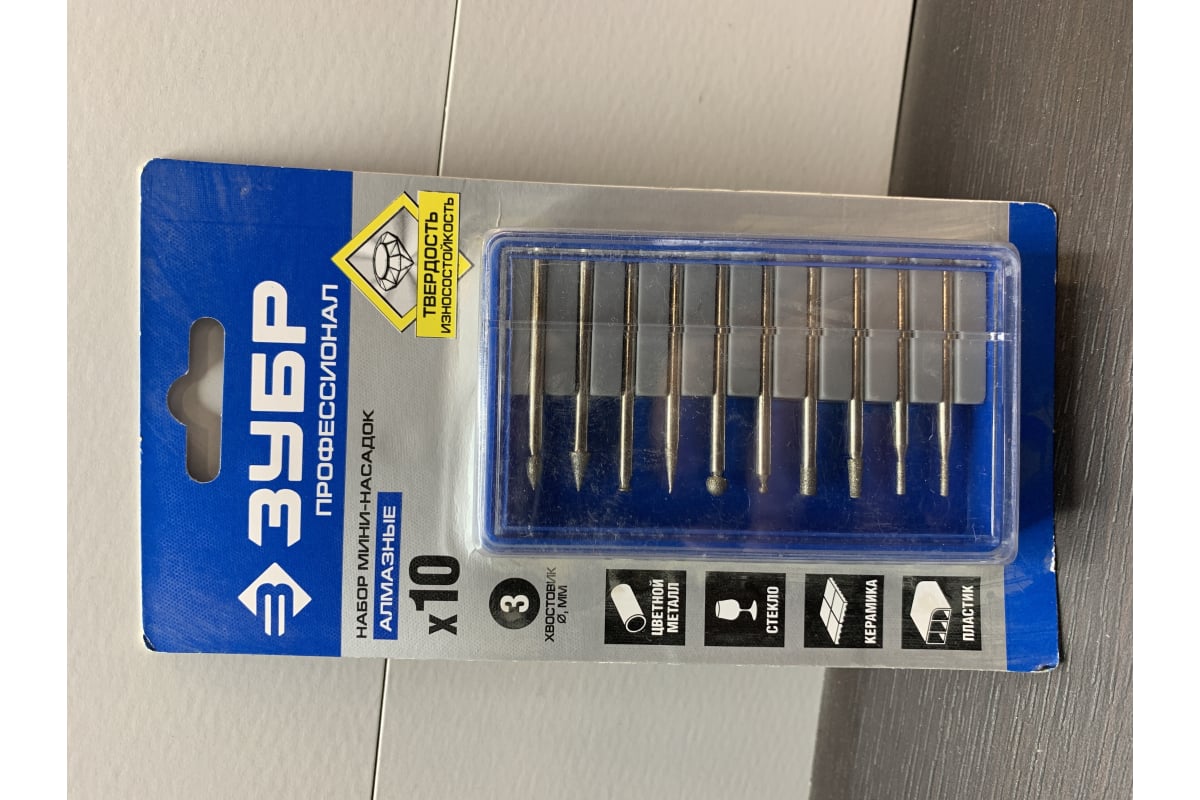 ЗУБР
ПРОФЕССИОНАЛ
ТВЕРДОСТЬ
ИЗНОСОСТОЙКОСТЬ
НАБОР МИНИ-НАСАДОК
АЛМАЗНЫЕ
x10
3
ХВОСТОВИК
Ø, ММ
ЦВЕТНОЙ
МЕТАЛЛ
СТЕКЛО
КЕРАМИКА
ПЛАСТИК